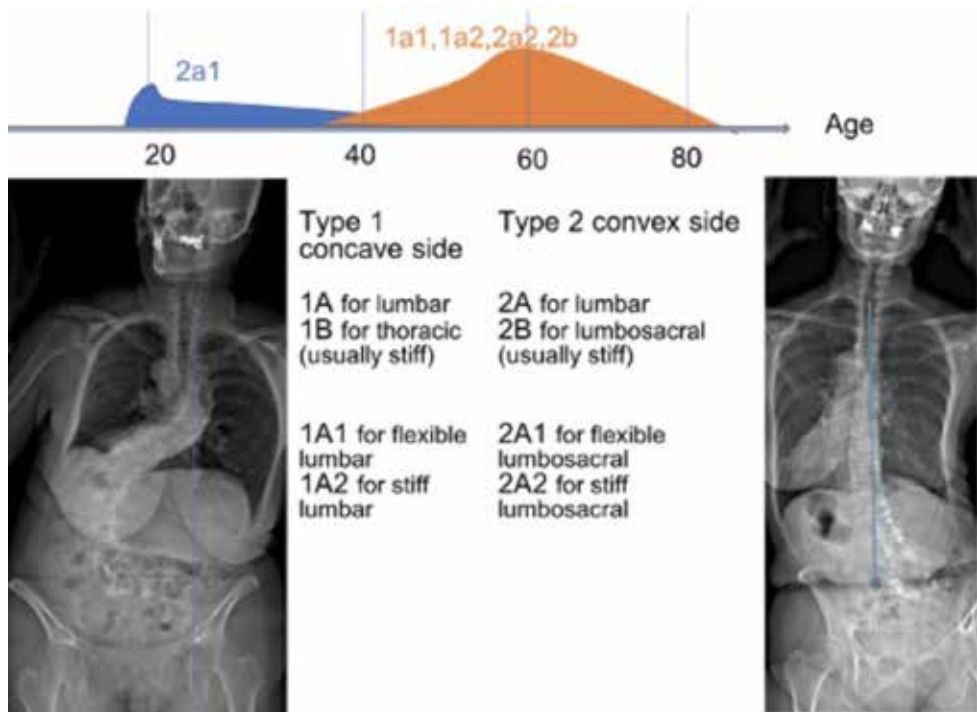 1a1,1a2,2a2,2b
2a1
Age
20 40 60 80
Type 1
concave side
1A for lumbar
1B for thoracic
(usually stiff)
1A1 for flexible
lumbar
1A2 for stiff
lumbar
Type 2 convex side
2A for lumbar
2B for lumbosacral
(usually stiff)
2A1 for flexible
lumbosacral
2A2 for stiff
lumbosacral